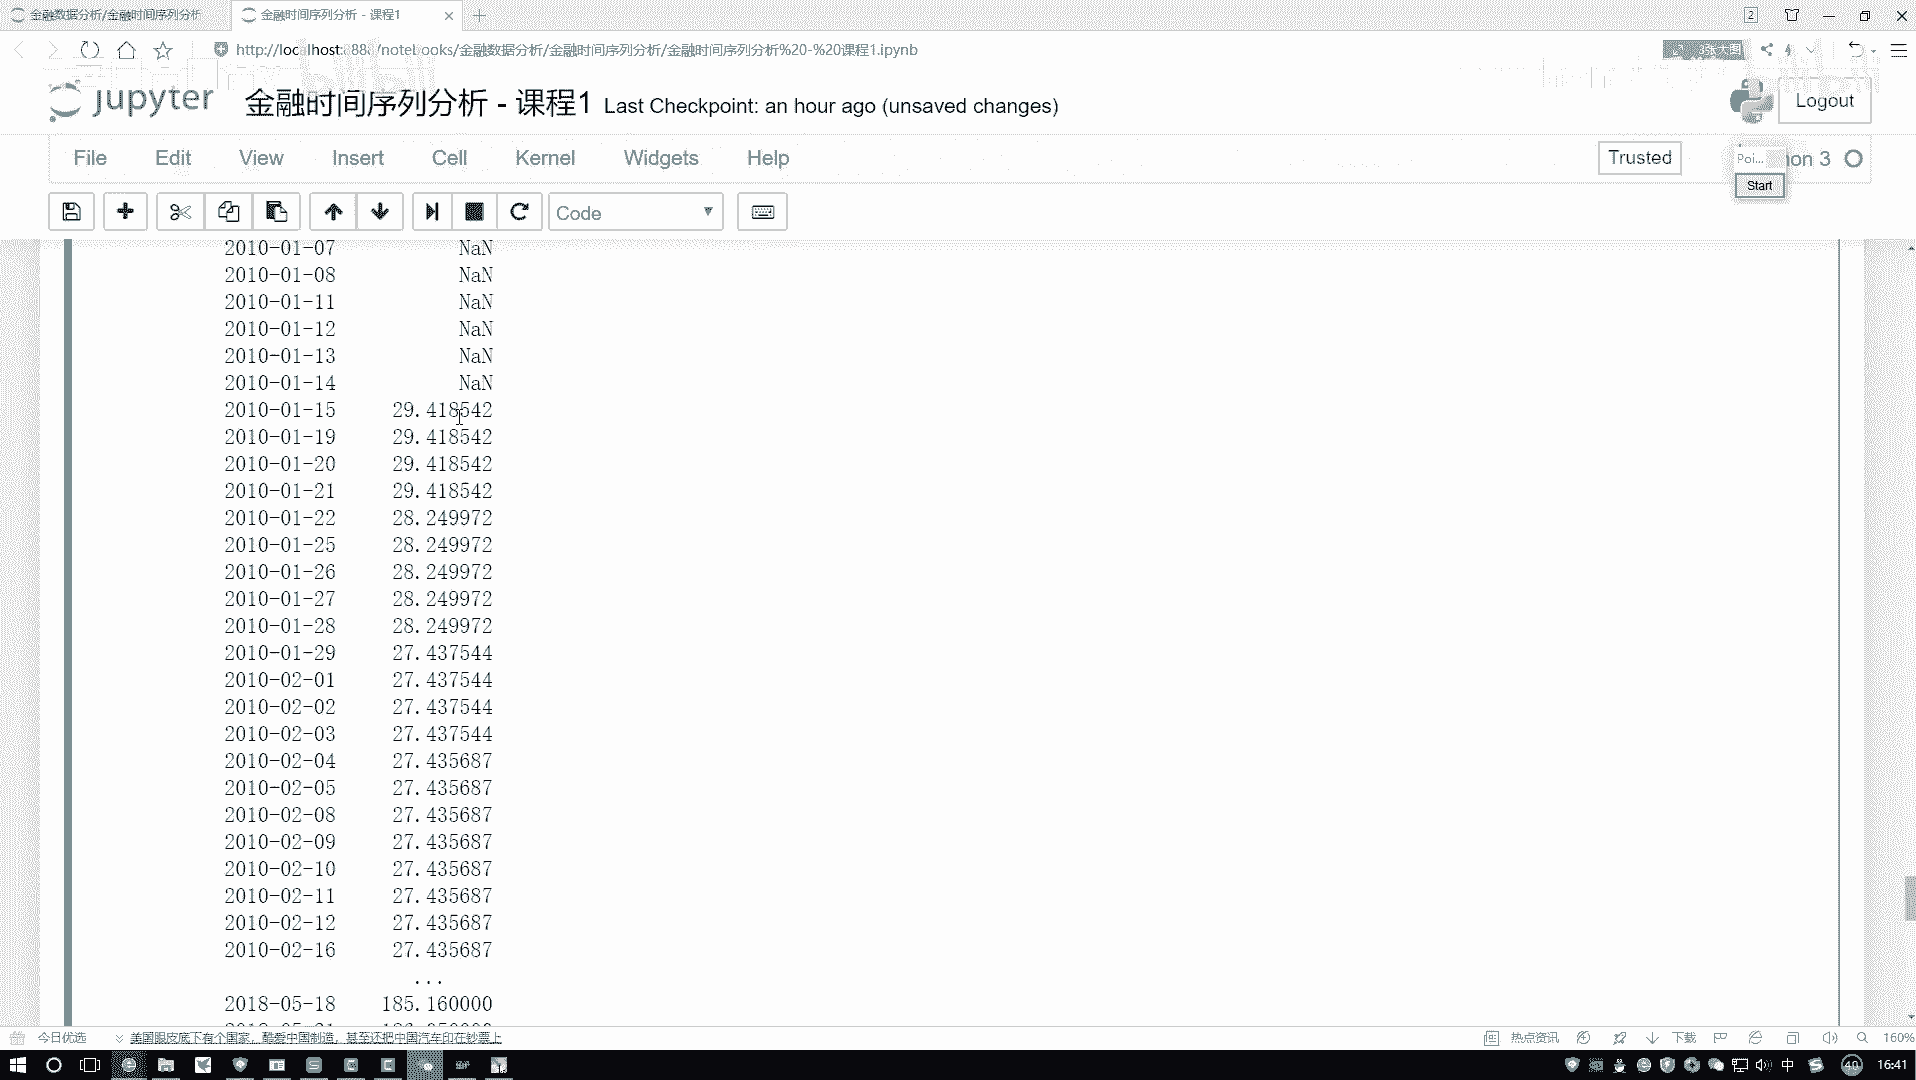 金融数据分析/金融时间序列分析
金融时间序列分析 - 课程1
2
http://localhost:888/notebooks/金融数据分析/金融时间序列分析/金融时间序列分析%20-%20课程1.ipynb
3张大图
jupyter 金融时间序列分析 - 课程1 Last Checkpoint: an hour ago (unsaved changes)
Logout
File Edit View Insert Cell Kernel Widgets Help
Trusted
Poi...
on 3
Start
Code
2010-01-07 NaN
2010-01-08 NaN
2010-01-11 NaN
2010-01-12 NaN
2010-01-13 NaN
2010-01-14 NaN
2010-01-15 29.418542
2010-01-19 29.418542
2010-01-20 29.418542
2010-01-21 29.418542
2010-01-22 28.249972
2010-01-25 28.249972
2010-01-26 28.249972
2010-01-27 28.249972
2010-01-28 28.249972
2010-01-29 27.437544
2010-02-01 27.437544
2010-02-02 27.437544
2010-02-03 27.437544
2010-02-04 27.435687
2010-02-05 27.435687
2010-02-08 27.435687
2010-02-09 27.435687
2010-02-10 27.435687
2010-02-11 27.435687
2010-02-12 27.435687
2010-02-16 27.435687
...
2018-05-18 185.160000
今日优选
美国眼皮底下有个国家，酷爱中国制造，甚至还把中国汽车印在钞票上
热点资讯
下载
160%
中
40
16:41